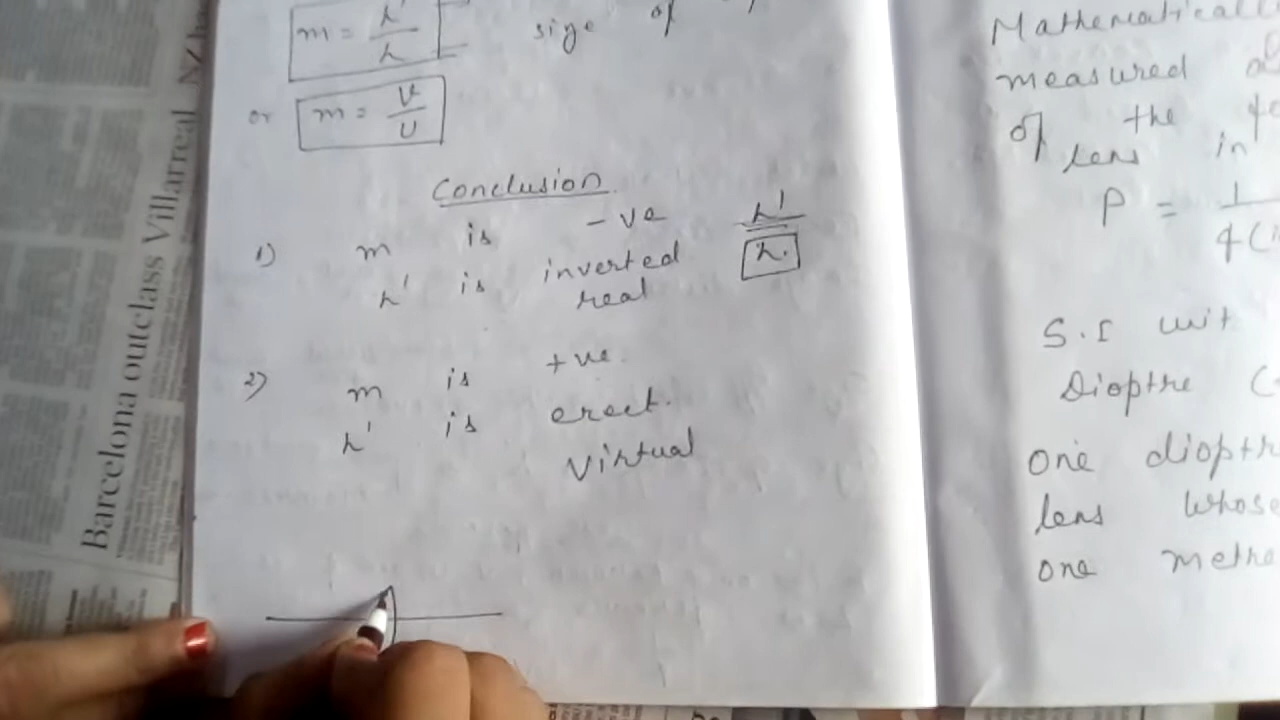 m = h'/h size of
or m = v/u
Conclusion.
1) m is -ve h'/h.
h' is inverted
real
2) m is +ve.
h' is erect.
Virtual
Mathematically
measured
of the
lens in
P = 1
S.I unit
Dioptre (
one dioptre
lens whose
one metre
Barcelona outclass Villarreal